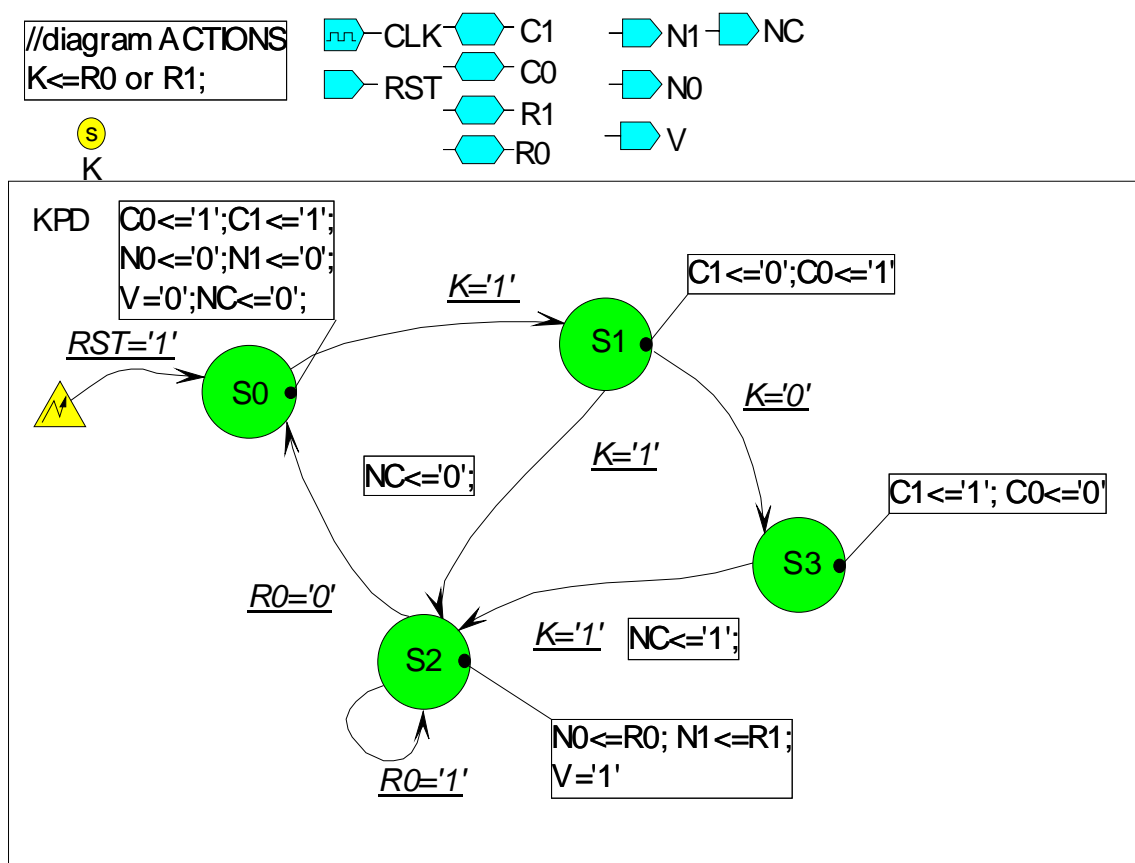 //diagram ACTIONS
K<=R0 or R1;
CLK
RST
C1
C0
R1
R0
N1
NC
N0
V
S
K
KPD
C0<='1';C1<='1';
N0<='0';N1<='0';
V='0';NC<='0';
K='1'
C1<='0';C0<='1'
RST='1'
S0
S1
K='0'
K='1'
NC<='0';
C1<='1'; C0<='0'
S3
R0='0'
K='1'
NC<='1';
S2
N0<=R0; N1<=R1;
V='1'
R0='1'